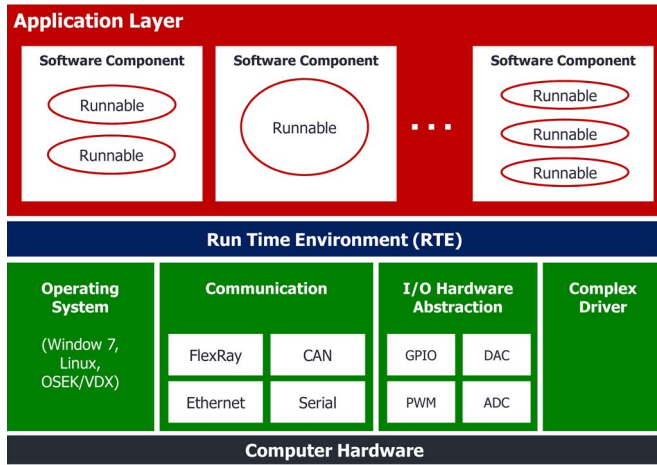 Application Layer
Software Component
Runnable
Runnable
Software Component
Runnable
...
Software Component
Runnable
Runnable
Runnable
Run Time Environment (RTE)
Operating
System
(Window 7,
Linux,
OSEK/VDX)
Communication
FlexRay
CAN
Ethernet
Serial
I/O Hardware
Abstraction
GPIO
DAC
PWM
ADC
Complex
Driver
Computer Hardware